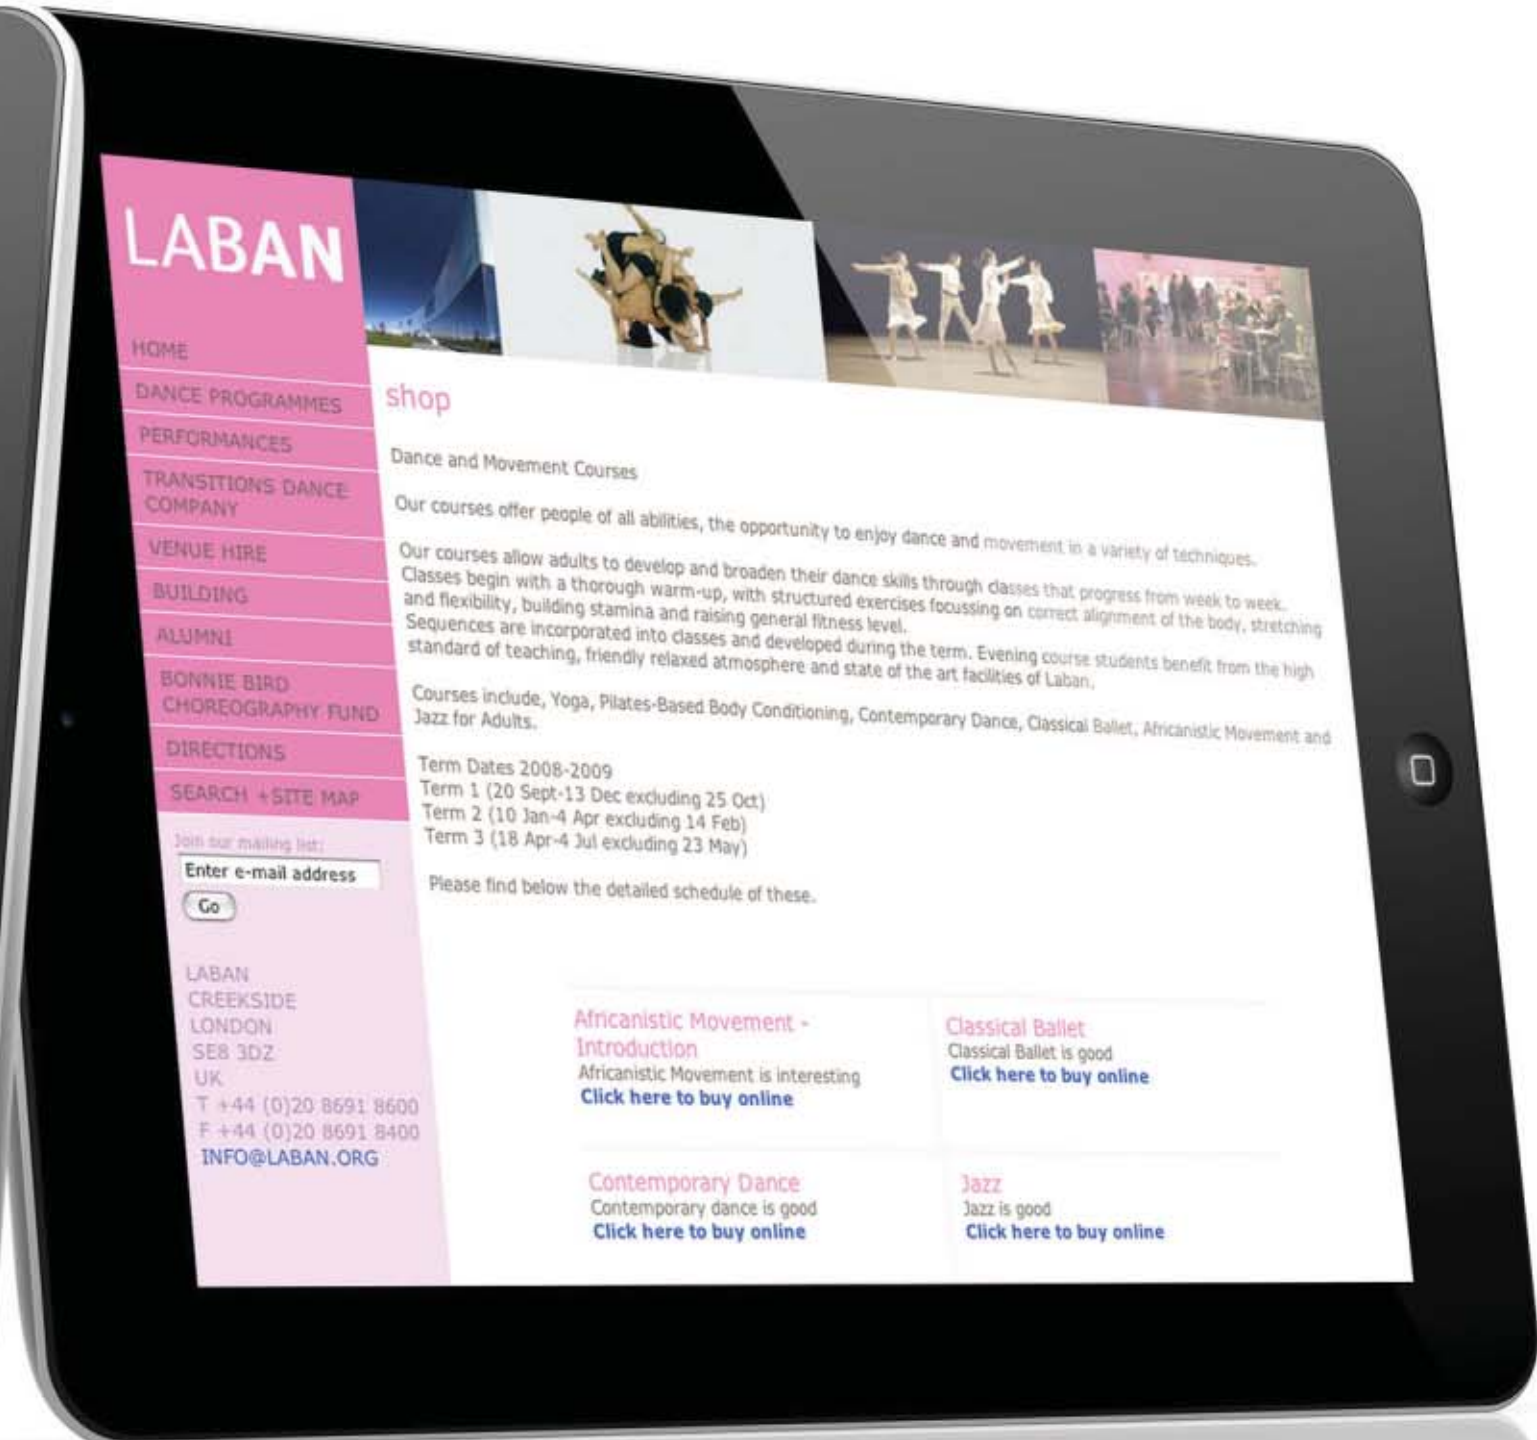 LABAN
HOME
DANCE PROGRAMMES
PERFORMANCES
TRANSITIONS DANCE
COMPANY
VENUE HIRE
BUILDING
ALUMNI
BONNIE BIRD
CHOREOGRAPHY FUND
DIRECTIONS
SEARCH +SITE MAP
Join our mailing list:
Enter e-mail address
Go
LABAN
CREEKSIDE
LONDON
SE8 3DZ
UK
T +44 (0)20 8691 8600
F +44 (0)20 8691 8400
INFO@LABAN.ORG
shop
Dance and Movement Courses
Our courses offer people of all abilities, the opportunity to enjoy dance and movement in a variety of techniques.
Our courses allow adults to develop and broaden their dance skills through classes that progress from week to week.
Classes begin with a thorough warm-up, with structured exercises focussing on correct alignment of the body, stretching
and flexibility, building stamina and raising general fitness level.
Sequences are incorporated into classes and developed during the term. Evening course students benefit from the high
standard of teaching, friendly relaxed atmosphere and state of the art facilities of Laban.
Courses include, Yoga, Pilates-Based Body Conditioning, Contemporary Dance, Classical Ballet, Africanistic Movement and
Jazz for Adults.
Term Dates 2008-2009
Term 1 (20 Sept-13 Dec excluding 25 Oct)
Term 2 (10 Jan-4 Apr excluding 14 Feb)
Term 3 (18 Apr-4 Jul excluding 23 May)
Please find below the detailed schedule of these.
Africanistic Movement -
Introduction
Africanistic Movement is interesting
Click here to buy online
Classical Ballet
Classical Ballet is good
Click here to buy online
Contemporary Dance
Contemporary dance is good
Click here to buy online
Jazz
Jazz is good
Click here to buy online